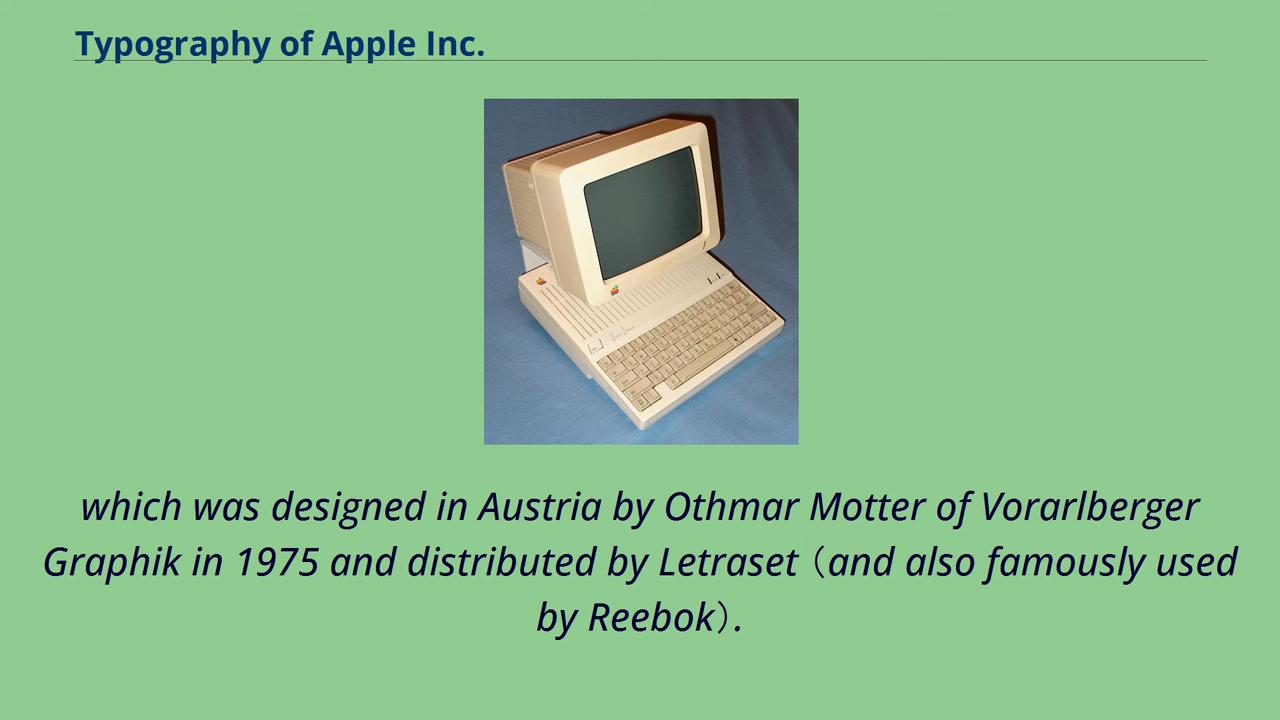 Typography of Apple Inc.
which was designed in Austria by Othmar Motter of Vorarlberger
Graphik in 1975 and distributed by Letraset（and also famously used
by Reebok）.